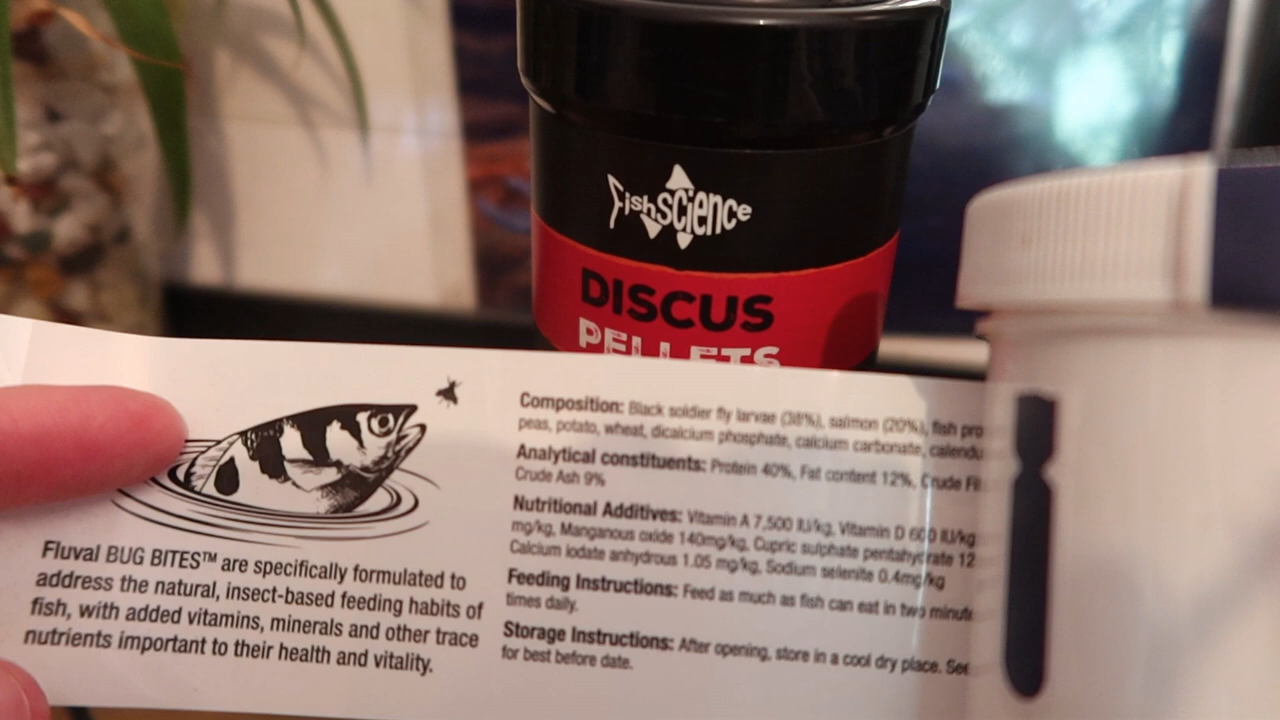 FishScience
DISCUS
PELLETS
Fluval BUG BITES™ are specifically formulated to
address the natural, insect-based feeding habits of
fish, with added vitamins, minerals and other trace
nutrients important to their health and vitality.
Composition: Black soldier fly larvae (38%), salmon (20%), fish pro
peas, potato, wheat, dicalcium phosphate, calcium carbonate, calendu
Analytical constituents: Protein 40%, Fat content 12%, Crude Fi
Crude Ash 9%
Nutritional Additives: Vitamin A 7,500 IU/kg, Vitamin D 600 IU/kg
mg/kg, Manganous oxide 140mg/kg, Cupric sulphate pentahydrate 12
Calcium iodate anhydrous 1.05 mg/kg, Sodium selenite 0.4mg/kg
Feeding Instructions: Feed as much as fish can eat in two minute
times daily.
Storage Instructions: After opening, store in a cool dry place. See
for best before date.